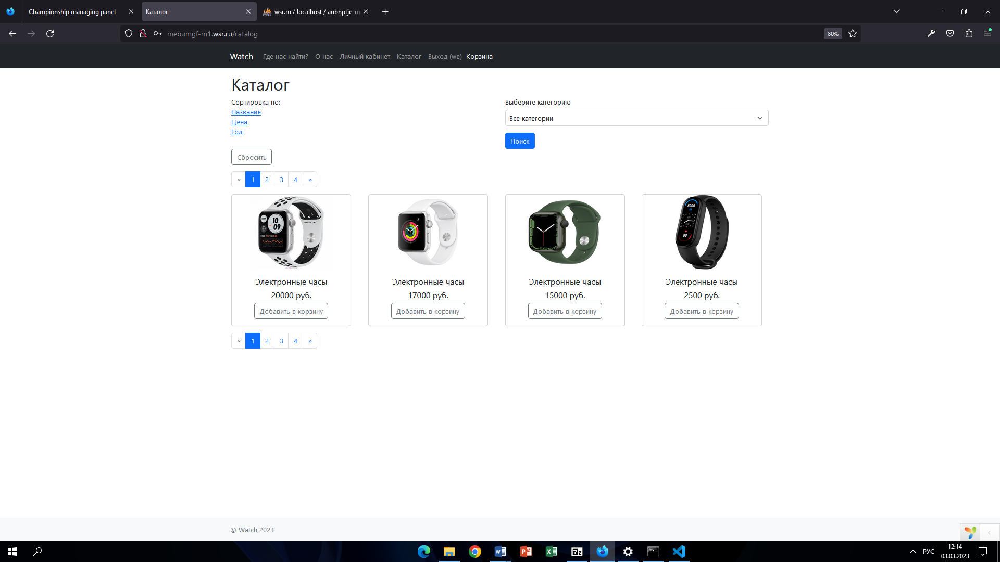 Championship managing panel
Каталог
wsr.ru / localhost / aubnptje_m
mebumgf-m1.wsr.ru/catalog
80%
Watch Где нас найти? О нас Личный кабинет Каталог Выход (we) Корзина
Каталог
Сортировка по:
Название
Цена
Год
Выберите категорию
Все категории
Поиск
Сбросить
« 1 2 3 4 »
Электронные часы
20000 руб.
Добавить в корзину
Электронные часы
17000 руб.
Добавить в корзину
Электронные часы
15000 руб.
Добавить в корзину
Электронные часы
2500 руб.
Добавить в корзину
« 1 2 3 4 »
© Watch 2023
РУС
12:14
03.03.2023